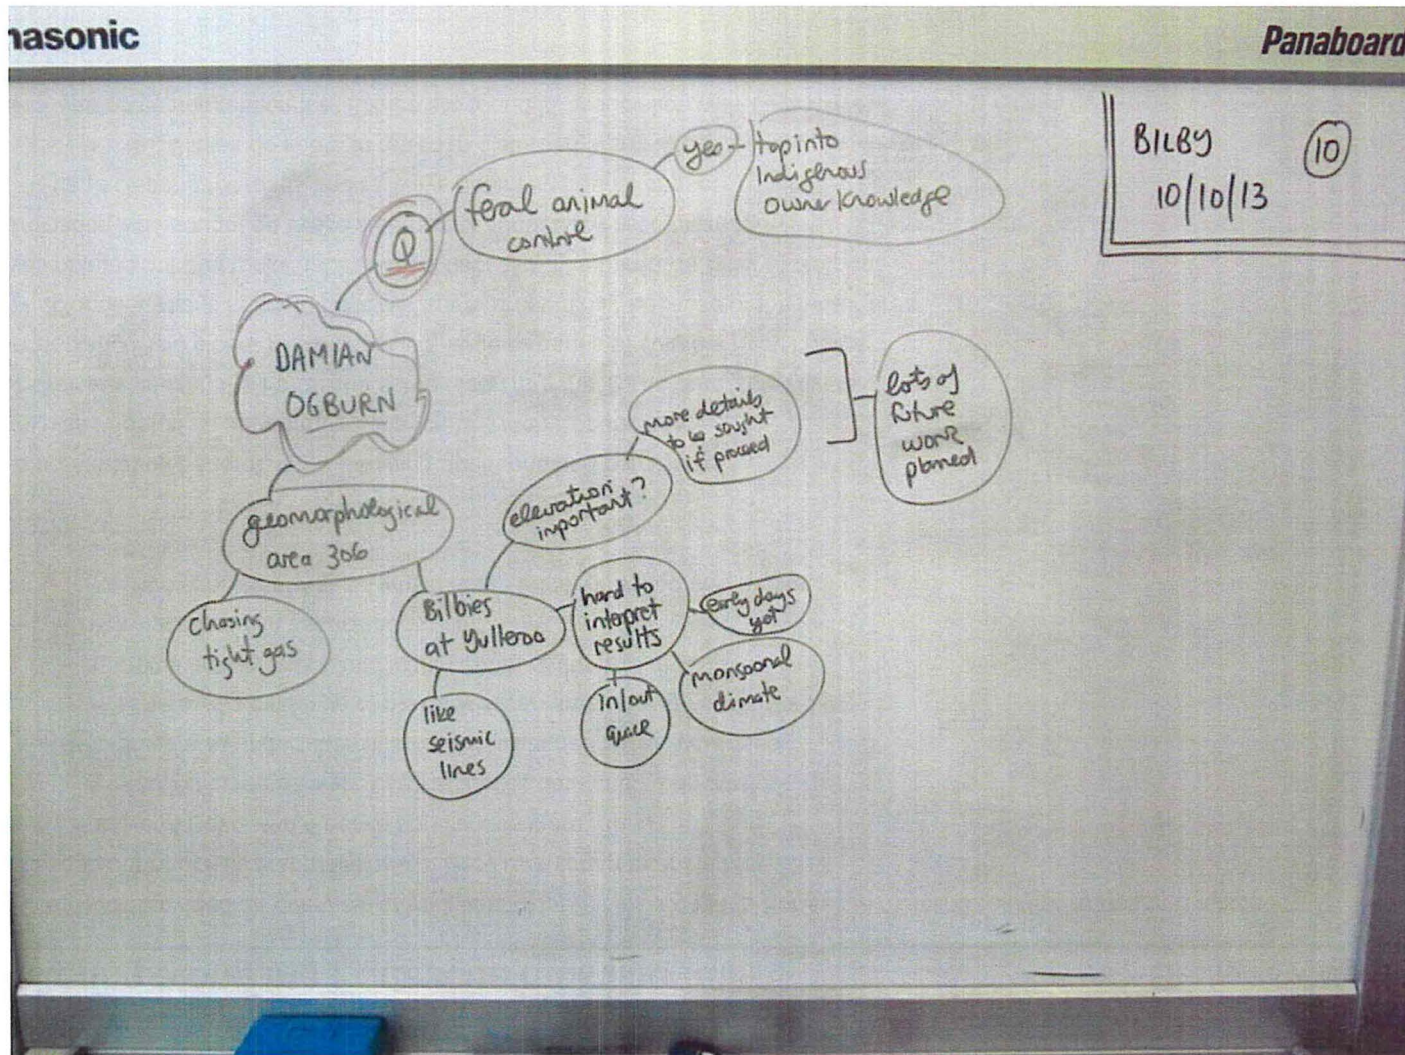 nasonic
Panaboard
BILBY
10
10/10/13
DAMIAN
OGBURN
Q
feral animal
control
yes
tap into
Indigenous
owner knowledge
geomorphological
area 306
chasing
tight gas
Bilbies
at Yulleroo
like
seismic
lines
elevation
important?
more details
to be sought
if proceed
hard to
interpret
results
early days
yet
monsoonal
climate
in/out
lots of
future
work
planned